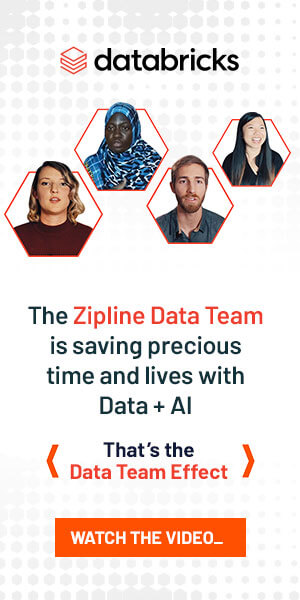 databricks
The Zipline Data Team
is saving precious
time and lives with
Data + AI
That's the
Data Team Effect
WATCH THE VIDEO_